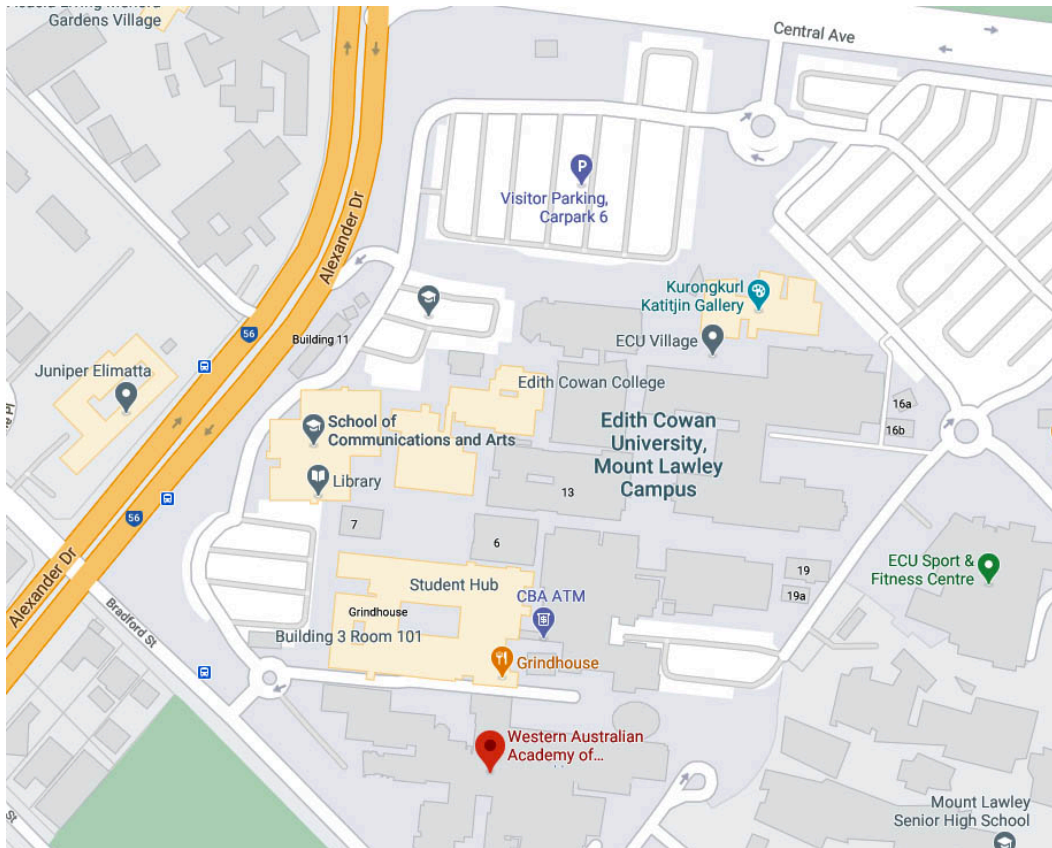 Gardens Village
Central Ave
Alexander Dr
Visitor Parking,
Carpark 6
P
Kurongkurl
Katitjin Gallery
56
Building 11
ECU Village
Juniper Elimatta
Edith Cowan College
16a
16b
School of
Communications and Arts
Edith Cowan
University,
Mount Lawley
Campus
Library
13
56
7
6
ECU Sport &
Fitness Centre
19
19a
Student Hub
CBA ATM
$
Alexander Dr
Bradford St
Grindhouse
Building 3 Room 101
Grindhouse
Western Australian
Academy of...
Mount Lawley
Senior High School
St